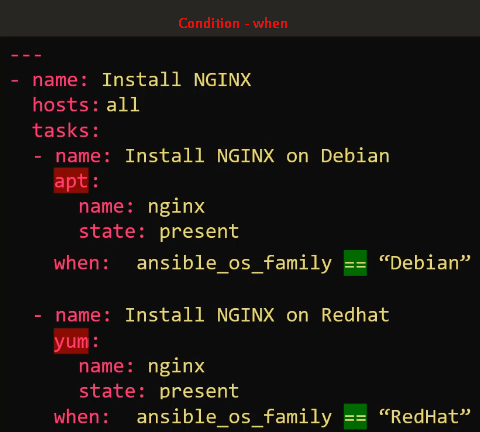 Condition - when
---
- name: Install NGINX
hosts: all
tasks:
- name: Install NGINX on Debian
apt:
name: nginx
state: present
when: ansible_os_family == “Debian”
- name: Install NGINX on Redhat
yum:
name: nginx
state: present
when: ansible_os_family == “RedHat”